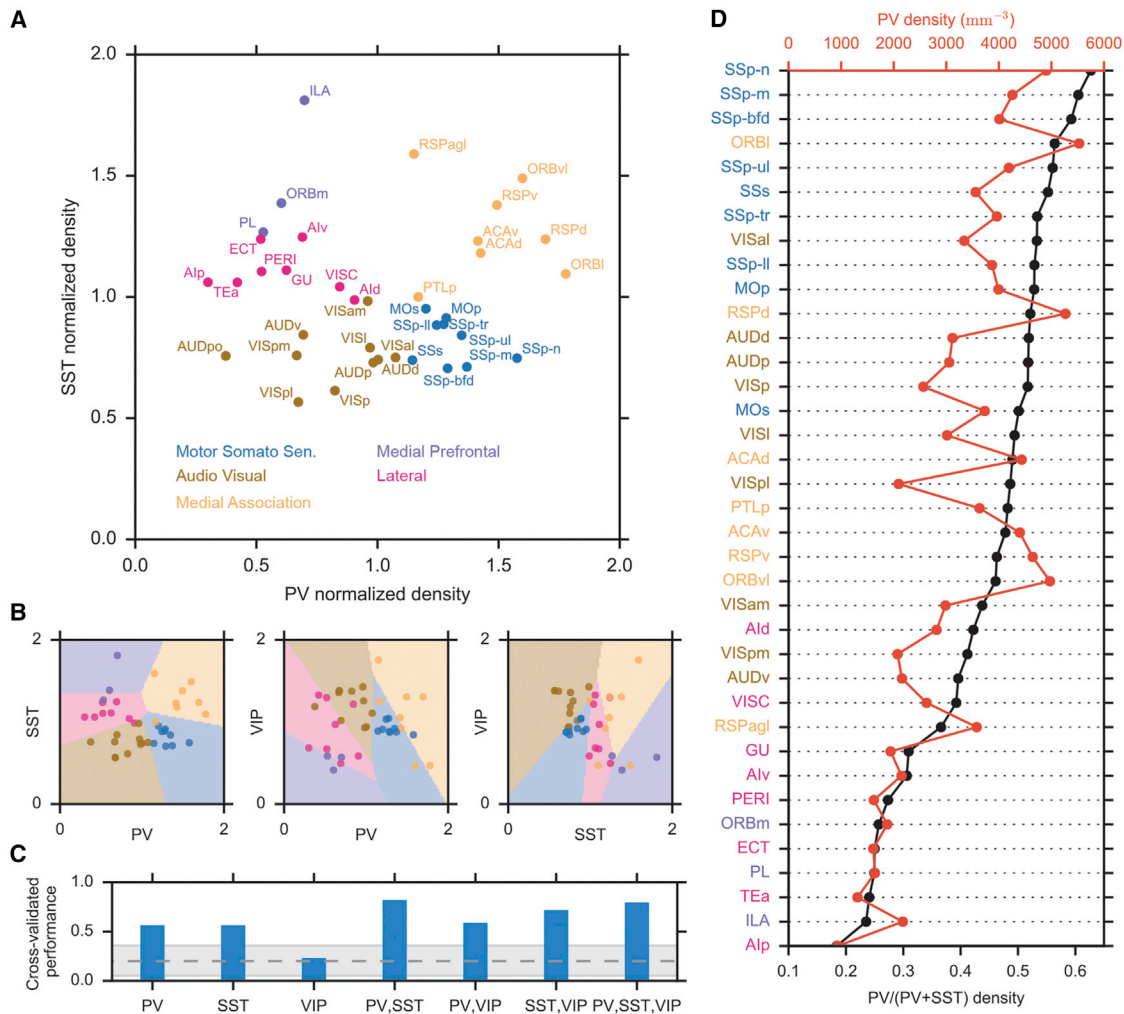 A
SST normalized density
2.0
1.5
1.0
0.5
0.0
0.0 0.5 1.0 1.5 2.0
PV normalized density
ILA
RSPagl
ORBvl
ORBm
RSPv
PL
AIv
ACAv
RSPd
ECT
ACAd
PERI
ORBl
AIp
GU
VISC
TEa
AId
PTLp
VISam
MOs
MOp
AUDv
SSp-ll
SSp-tr
VISl
VISal
SSp-ul
AUDpo
VISpm
SSs
SSp-m
SSp-n
AUDp
AUDd
SSp-bfd
VISpl
VISp
Motor Somato Sen.
Medial Prefrontal
Audio Visual
Lateral
Medial Association
B
2
SST
0
0 PV 2
2
VIP
0
0 PV 2
2
VIP
0
0 SST 2
C
Cross-validated
performance
1.0
0.5
0.0
PV SST VIP PV,SST PV,VIP SST,VIP PV,SST,VIP
D
PV density (mm⁻³)
0 1000 2000 3000 4000 5000 6000
SSp-n
SSp-m
SSp-bfd
ORBl
SSp-ul
SSs
SSp-tr
VISal
SSp-ll
MOp
RSPd
AUDd
AUDp
VISp
MOs
VISl
ACAd
VISpl
PTLp
ACAv
RSPv
ORBvl
VISam
AId
VISpm
AUDv
VISC
RSPagl
GU
AIv
PERI
ORBm
ECT
PL
TEa
ILA
AIp
0.1 0.2 0.3 0.4 0.5 0.6
PV/(PV+SST) density